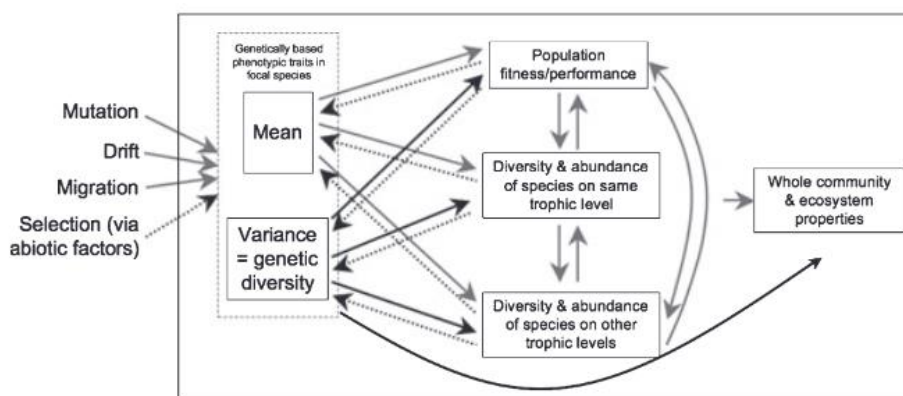 Genetically based
phenotypic traits in
focal species
Mean
Variance
= genetic
diversity
Mutation
Drift
Migration
Selection (via
abiotic factors)
Population
fitness/performance
Diversity & abundance
of species on same
trophic level
Diversity & abundance
of species on other
trophic levels
Whole community
& ecosystem
properties